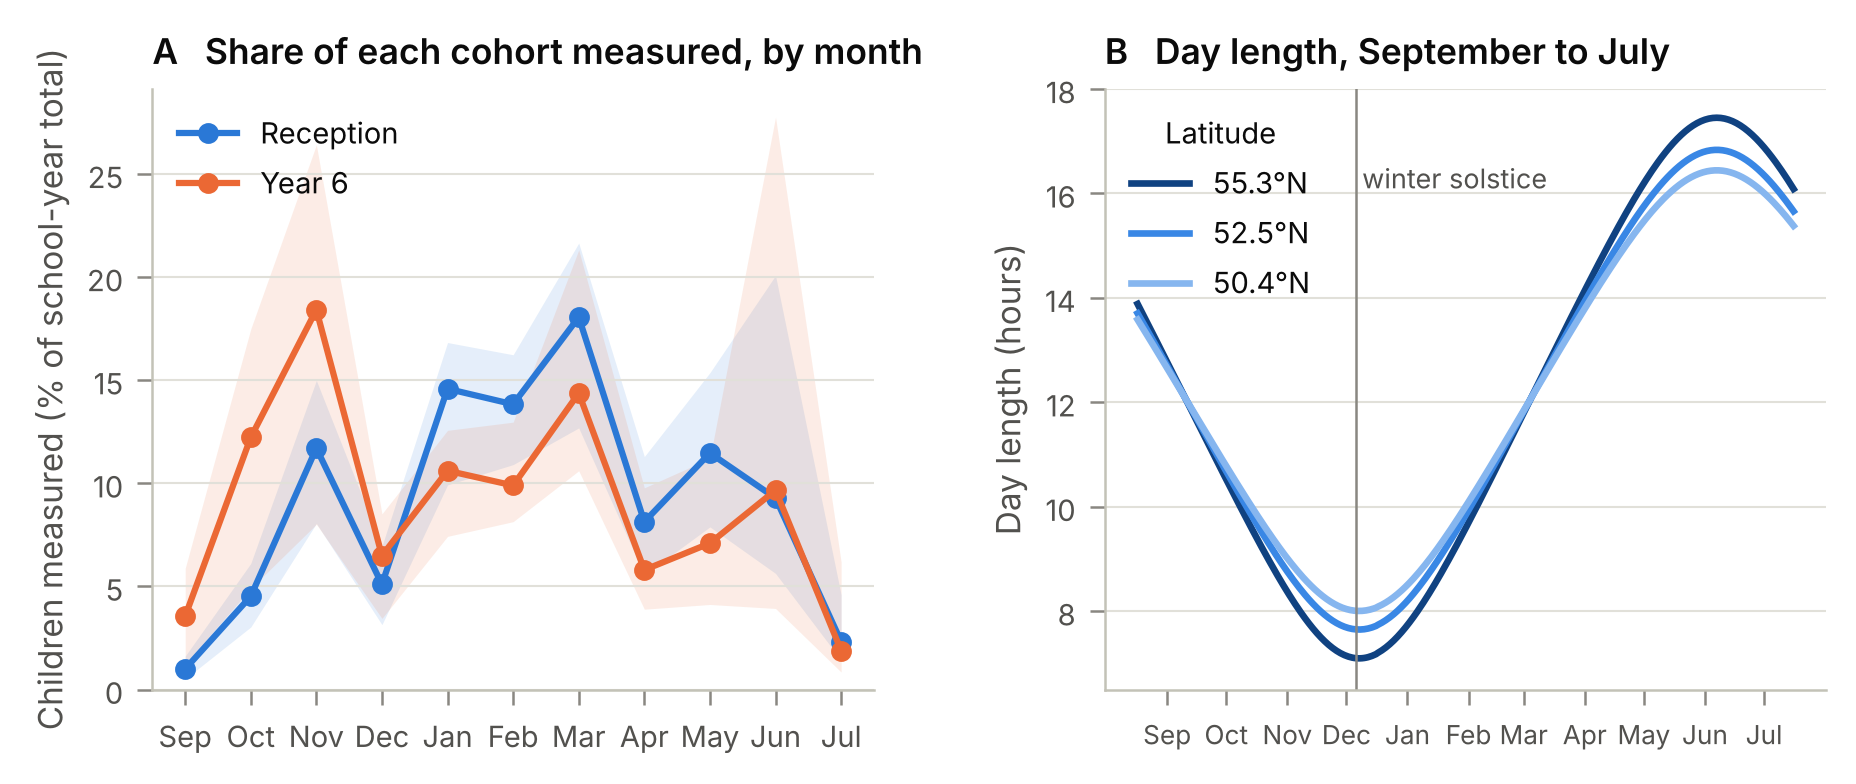 A Share of each cohort measured, by month
Children measured (% of school-year total)
Reception
Year 6
25
20
15
10
5
0
Sep Oct Nov Dec Jan Feb Mar Apr May Jun Jul
B Day length, September to July
Day length (hours)
Latitude
55.3°N
52.5°N
50.4°N
winter solstice
18
16
14
12
10
8
Sep Oct Nov Dec Jan Feb Mar Apr May Jun Jul